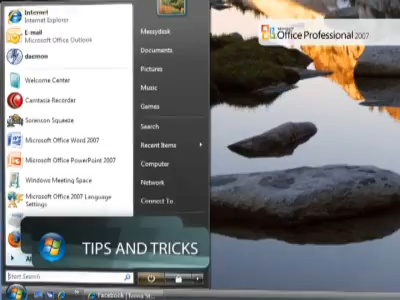 Internet
Internet Explorer
E-mail
Microsoft Office Outlook
daemon
Welcome Center
Camtasia Recorder
Sorenson Squeeze
Microsoft Office Word 2007
Microsoft Office PowerPoint 2007
Windows Meeting Space
Microsoft Office 2007 Language
Settings
Messydesk
Documents
Pictures
Music
Games
Search
Recent Items
Computer
Network
Connect To
Microsoft
Office Professional 2007
TIPS AND TRICKS
Start Search
Facebook